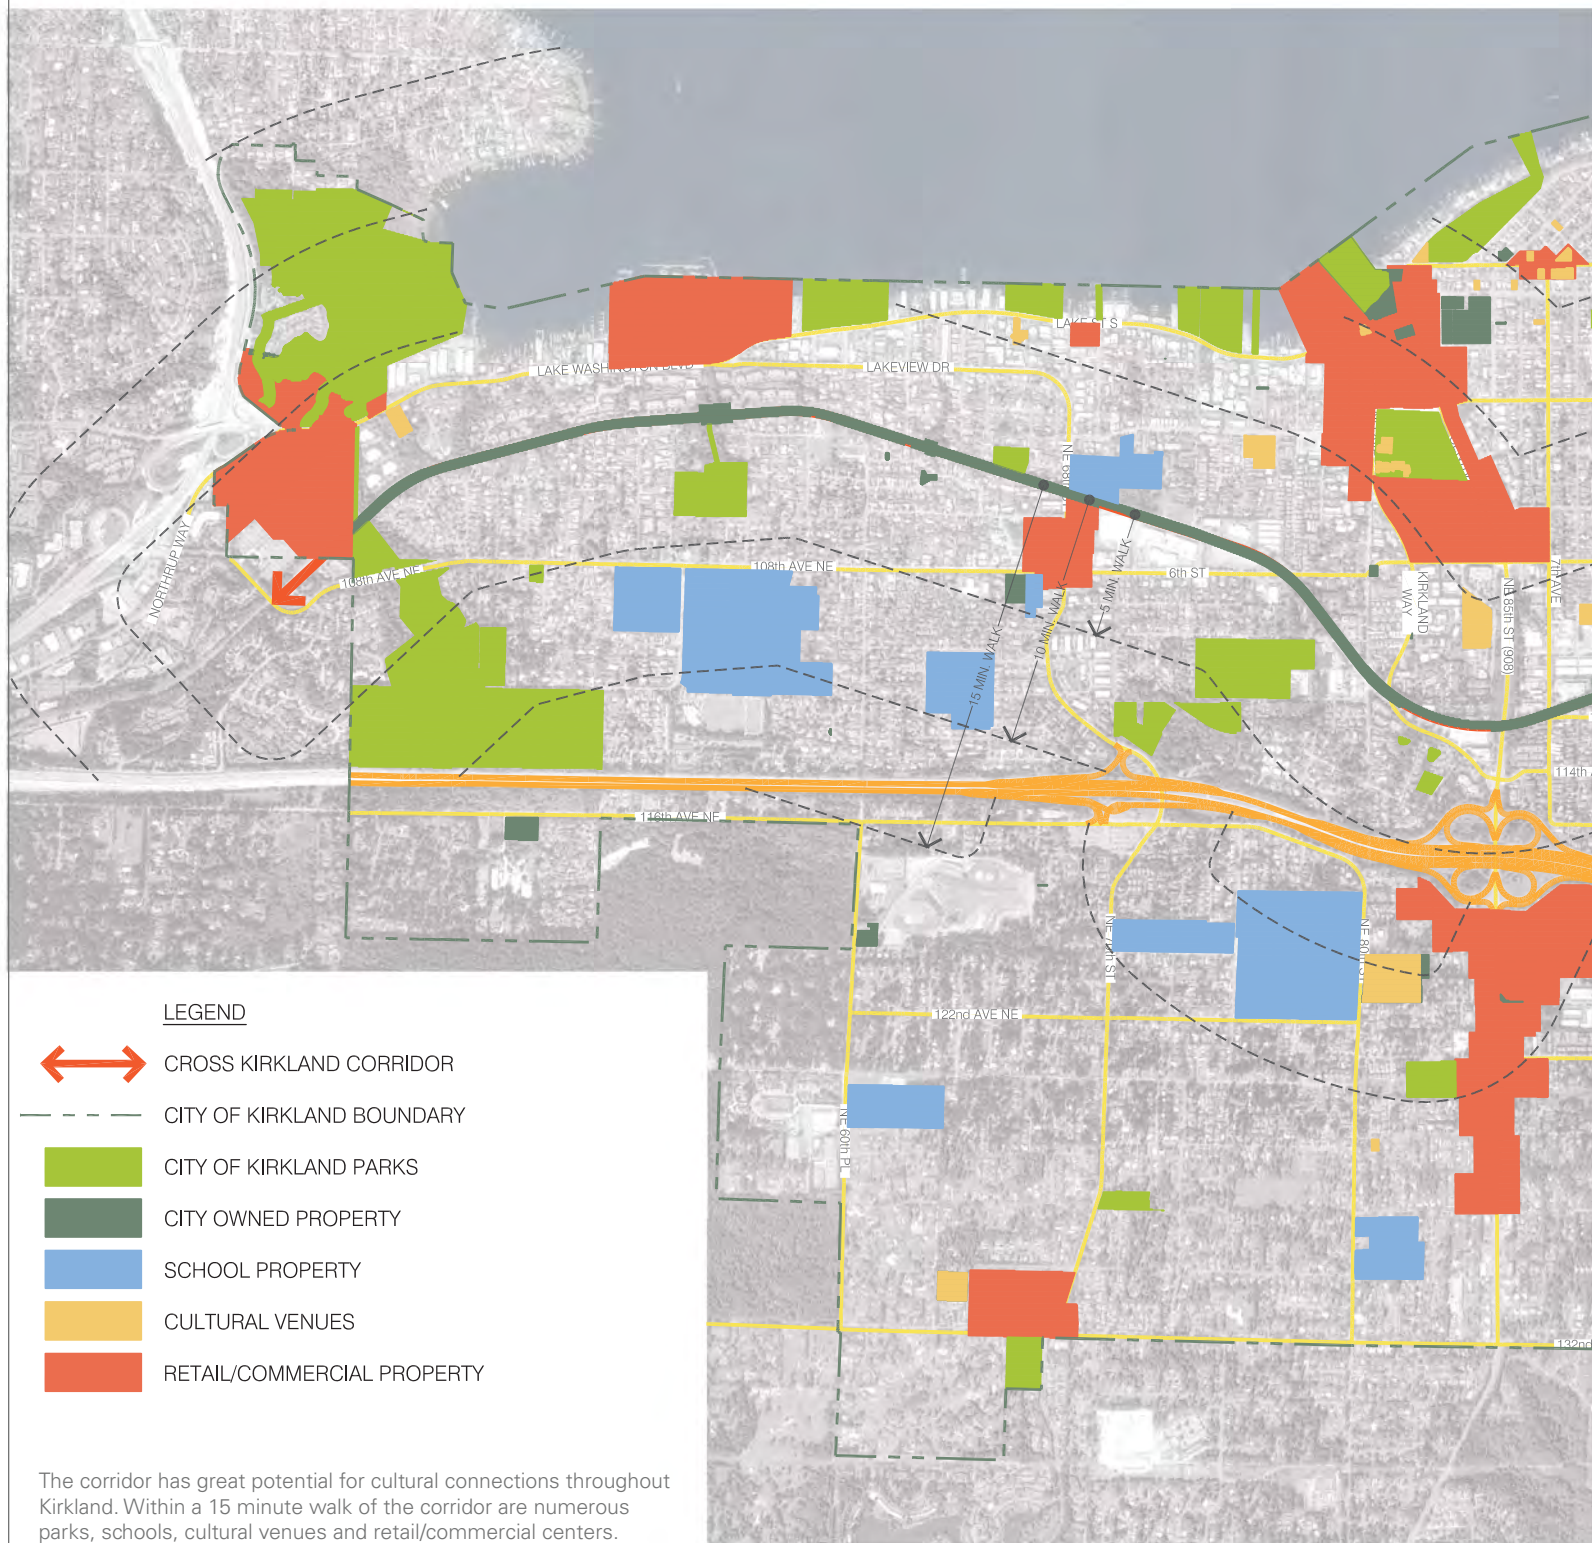 LAKE ST S
LAKE WASHINGTON BLVD
LAKEVIEW DR
NE 68th
NORTHRUP WAY
108th AVE NE
108th AVE NE
6th ST
5 MIN. WALK
10 MIN. WALK
15 MIN. WALK
KIRKLAND
WAY
NE 85th ST (908)
7th AVE
114th
116th AVE NE
NE 70th ST
NE 80th ST
122nd AVE NE
NE 60th PL
132nd
LEGEND
CROSS KIRKLAND CORRIDOR
CITY OF KIRKLAND BOUNDARY
CITY OF KIRKLAND PARKS
CITY OWNED PROPERTY
SCHOOL PROPERTY
CULTURAL VENUES
RETAIL/COMMERCIAL PROPERTY
The corridor has great potential for cultural connections throughout
Kirkland. Within a 15 minute walk of the corridor are numerous
parks, schools, cultural venues and retail/commercial centers.